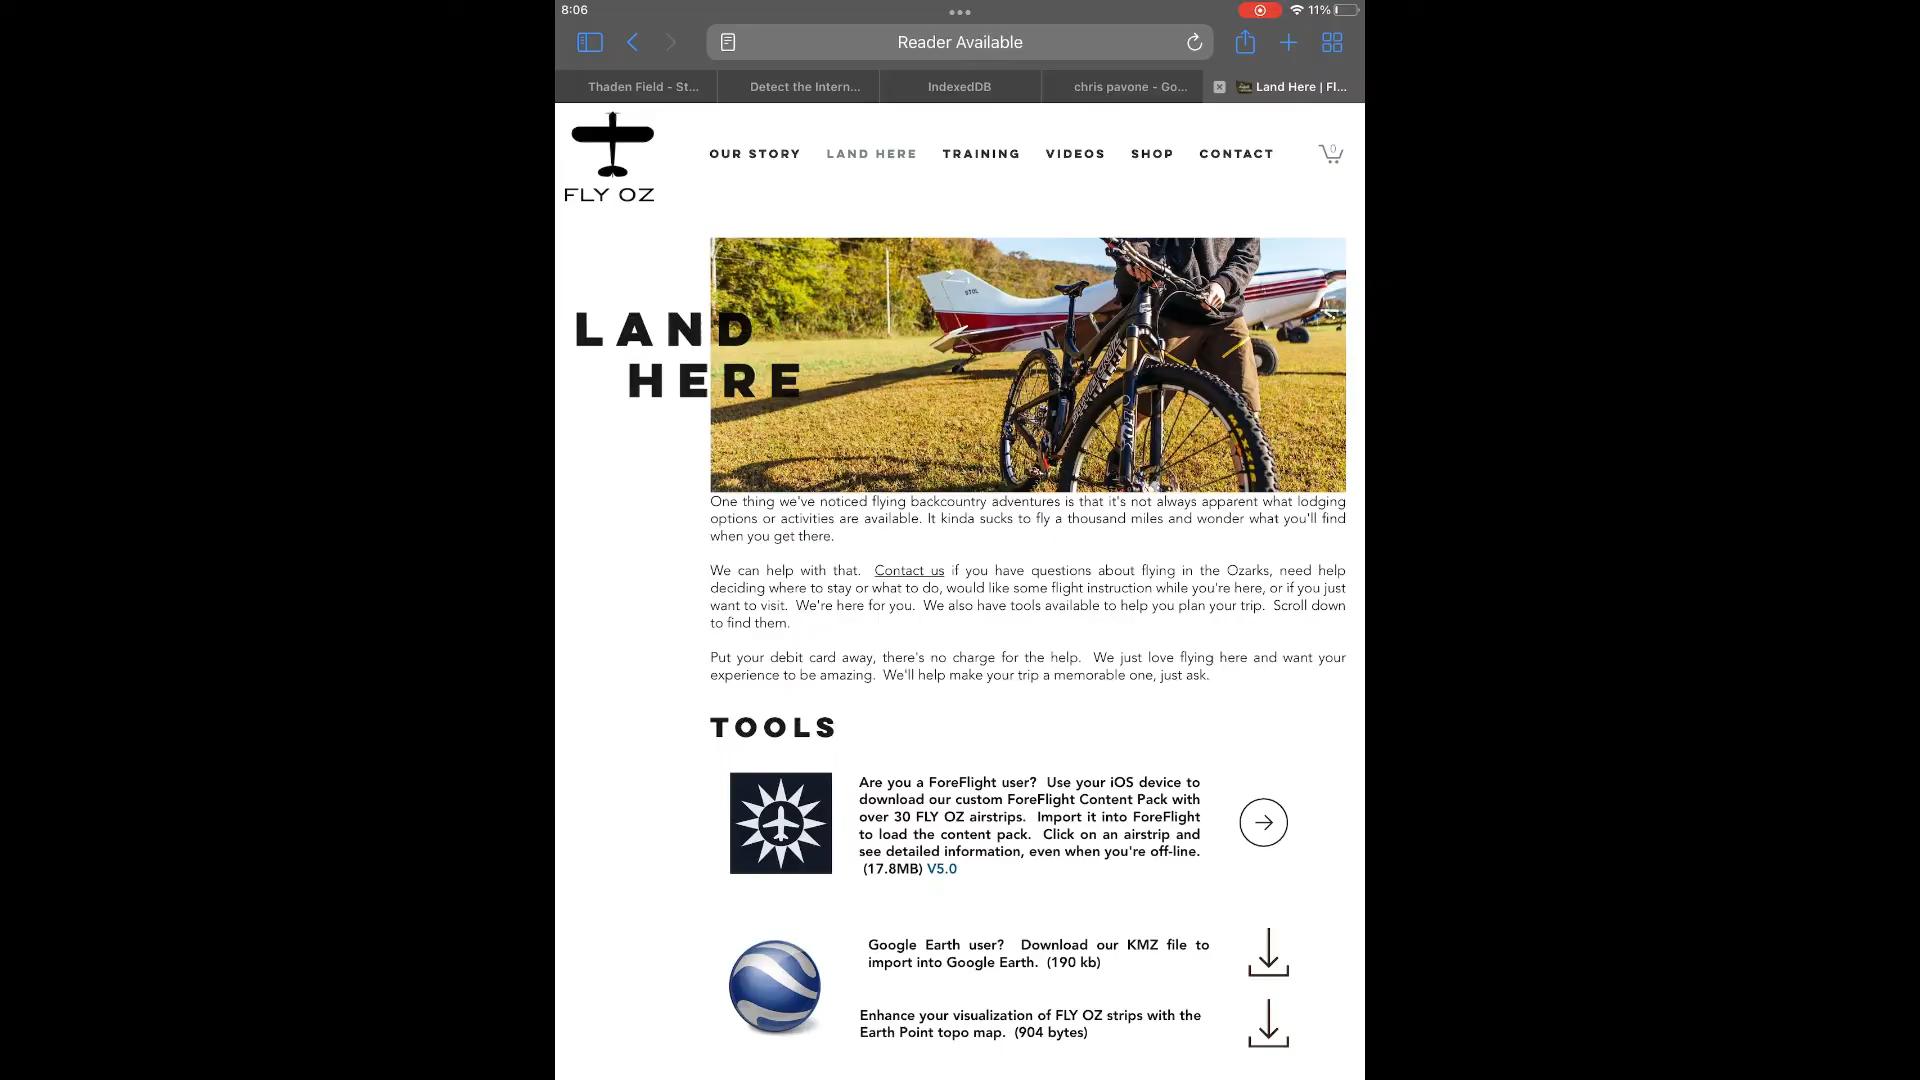 8:06
11%
Reader Available
Thaden Field - St...
Detect the Intern...
IndexedDB
chris pavone - Go...
Land Here | Fl...
FLY OZ
OUR STORY
LAND HERE
TRAINING
VIDEOS
SHOP
CONTACT
0
LAND
HERE
STOL
MAXXIS
One thing we've noticed flying backcountry adventures is that it's not always apparent what lodging
options or activities are available. It kinda sucks to fly a thousand miles and wonder what you'll find
when you get there.
We can help with that. Contact us if you have questions about flying in the Ozarks, need help
deciding where to stay or what to do, would like some flight instruction while you're here, or if you just
want to visit. We're here for you. We also have tools available to help you plan your trip. Scroll down
to find them.
Put your debit card away, there's no charge for the help. We just love flying here and want your
experience to be amazing. We'll help make your trip a memorable one, just ask.
TOOLS
Are you a ForeFlight user? Use your iOS device to
download our custom ForeFlight Content Pack with
over 30 FLY OZ airstrips. Import it into ForeFlight
to load the content pack. Click on an airstrip and
see detailed information, even when you're off-line.
(17.8MB) V5.0
Google Earth user? Download our KMZ file to
import into Google Earth. (190 kb)
Enhance your visualization of FLY OZ strips with the
Earth Point topo map. (904 bytes)